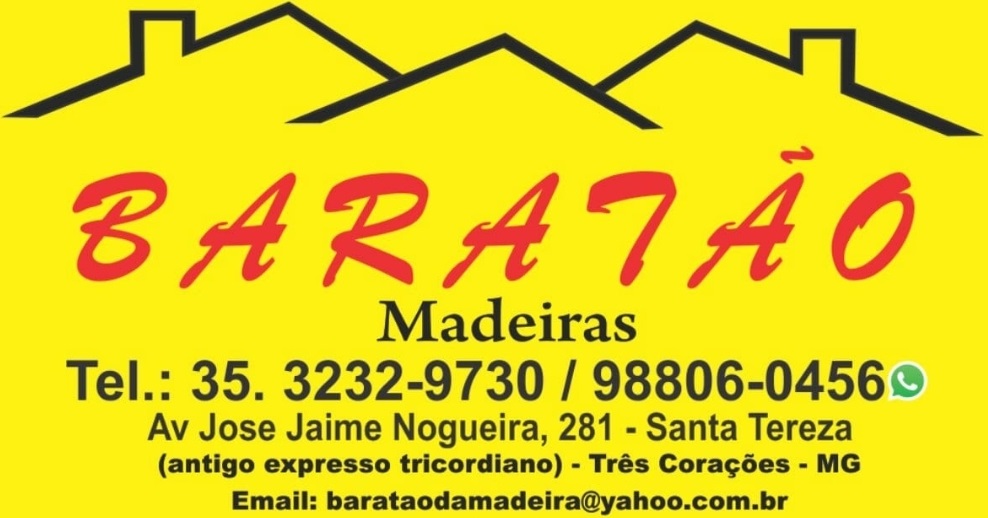 BARATÃO
Madeiras
Tel.: 35. 3232-9730 / 98806-0456
Av Jose Jaime Nogueira, 281 - Santa Tereza
(antigo expresso tricordiano) - Três Corações - MG
Email: barataodamadeira@yahoo.com.br